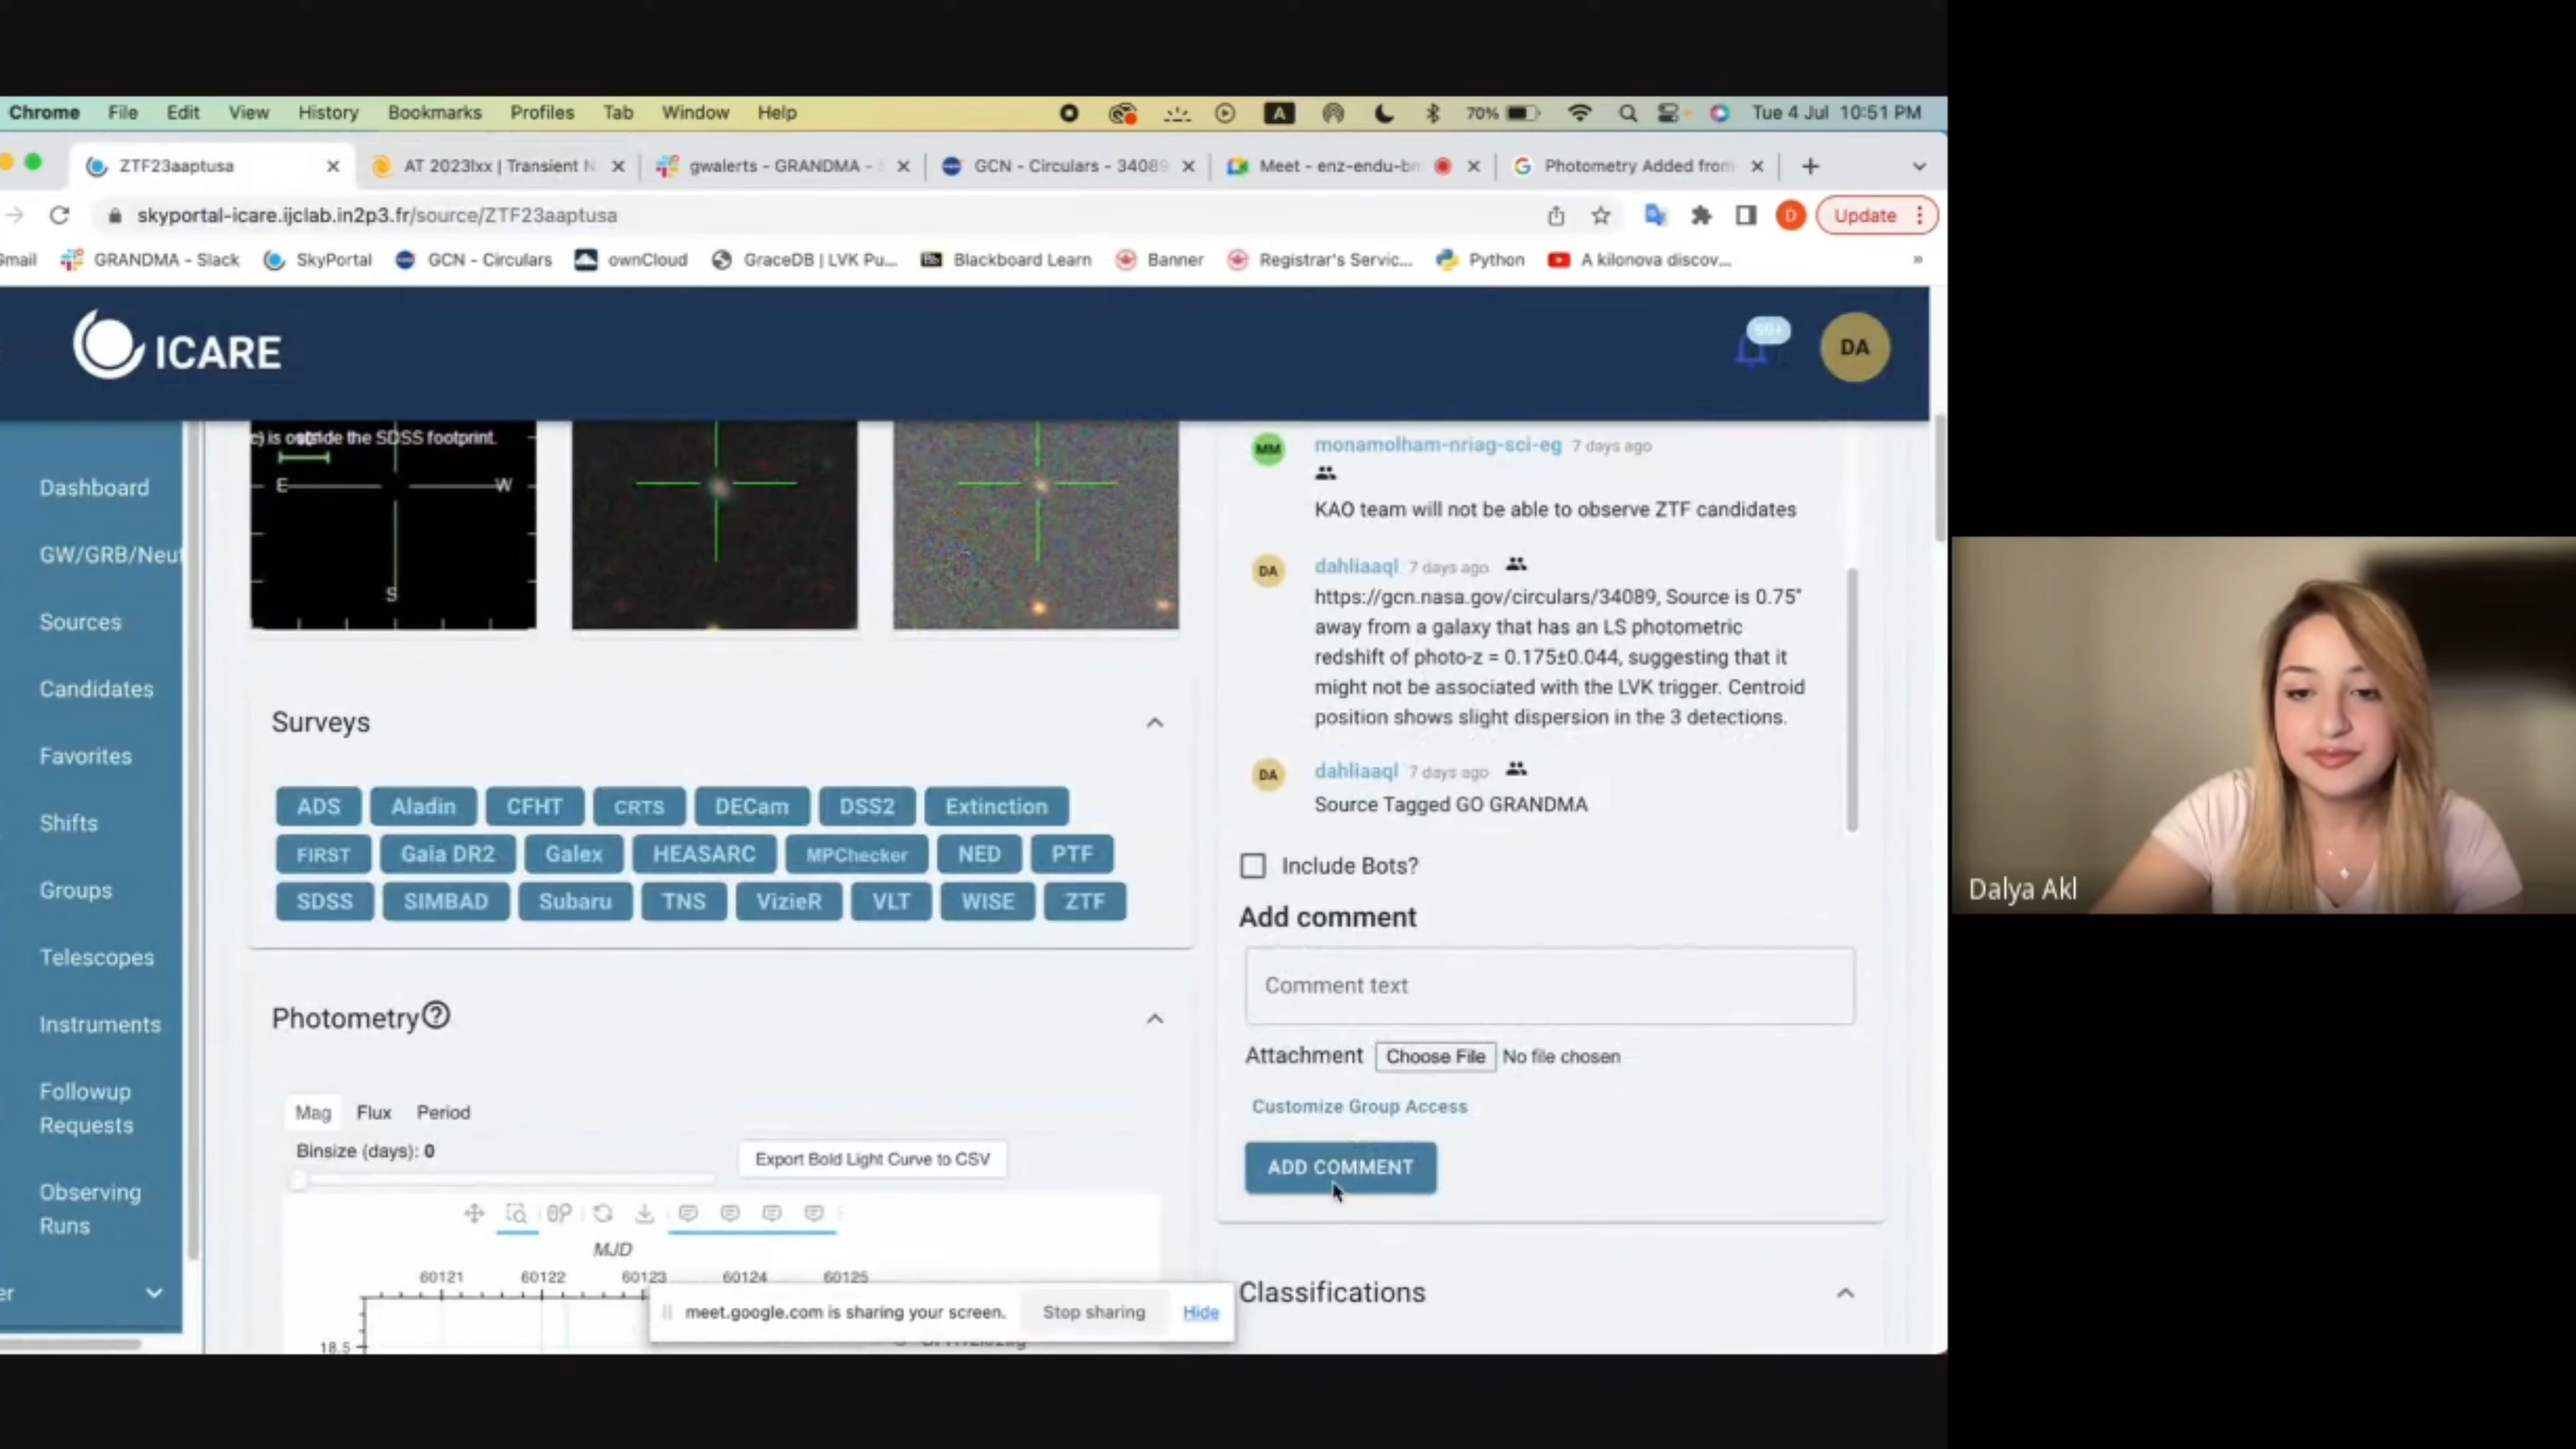 Chrome File Edit View History Bookmarks Profiles Tab Window Help A 70% Tue 4 Jul 10:51 PM
ZTF23aaptusa AT 2023lxx | Transient N gwalerts - GRANDMA - GCN - Circulars - 34089 Meet - enz-endu-bn Photometry Added from
skyportal-icare.ijclab.in2p3.fr/source/ZTF23aaptusa D Update
Gmail GRANDMA - Slack SkyPortal GCN - Circulars ownCloud GraceDB | LVK Pu... Bb Blackboard Learn Banner Registrar's Servic... Python A kilonova discov... »
ICARE
99+
DA
Dashboard
GW/GRB/Neut
Sources
Candidates
Favorites
Shifts
Groups
Telescopes
Instruments
Followup
Requests
Observing
Runs
er
is outside the SDSS footprint.
E W
S
Surveys
ADS Aladin CFHT CRTS DECam DSS2 Extinction
FIRST Gaia DR2 Galex HEASARC MPChecker NED PTF
SDSS SIMBAD Subaru TNS VizieR VLT WISE ZTF
Photometry?
Mag Flux Period
Binsize (days): 0
Export Bold Light Curve to CSV
MJD
60121 60122 60123 60124 60125
18.5
meet.google.com is sharing your screen. Stop sharing Hide
MM monamolham-nriag-sci-eg 7 days ago
KAO team will not be able to observe ZTF candidates
DA dahliaaql 7 days ago
https://gcn.nasa.gov/circulars/34089, Source is 0.75"
away from a galaxy that has an LS photometric
redshift of photo-z = 0.175±0.044, suggesting that it
might not be associated with the LVK trigger. Centroid
position shows slight dispersion in the 3 detections.
DA dahliaaql 7 days ago
Source Tagged GO GRANDMA
Include Bots?
Add comment
Comment text
Attachment Choose File No file chosen
Customize Group Access
ADD COMMENT
Classifications
Dalya Akl